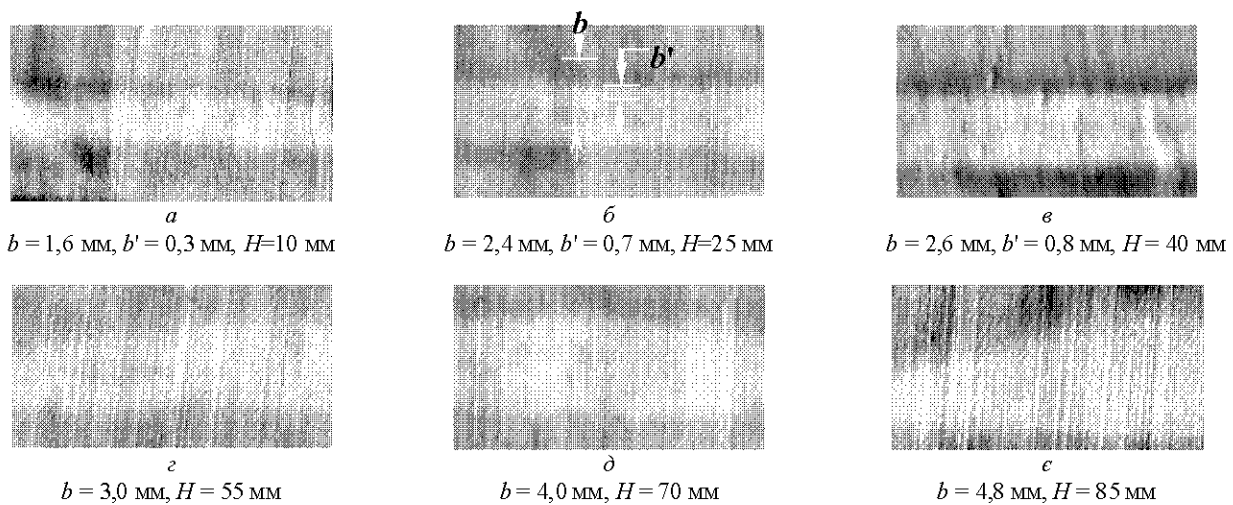 b
b'
а б в
b = 1,6 мм, b' = 0,3 мм, H=10 мм b = 2,4 мм, b' = 0,7 мм, H=25 мм b = 2,6 мм, b' = 0,8 мм, H = 40 мм
г д є
b = 3,0 мм, H = 55 мм b = 4,0 мм, H = 70 мм b = 4,8 мм, H = 85 мм